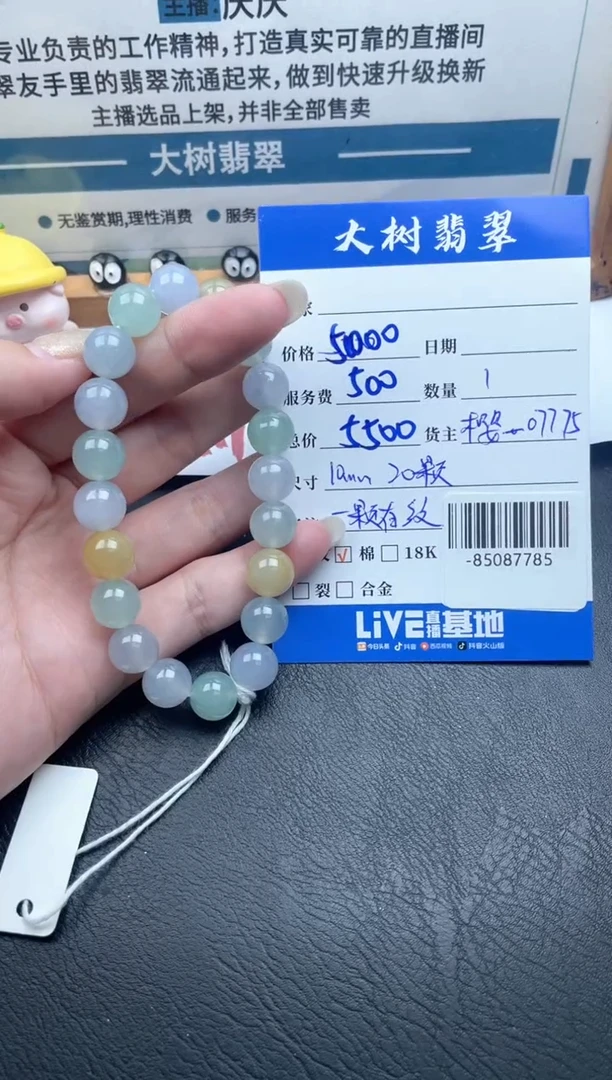 主播:庆庆
专业负责的工作精神,打造真实可靠的直播间
翠友手里的翡翠流通起来,做到快速升级换新
主播选品上架,并非全部售卖
大树翡翠
无鉴赏期,理性消费 服务
大树翡翠
价格 5000 日期
服务费 500 数量 1
总价 5500 货主 07775
尺寸 10mm 20颗
一颗有纹
棉 18K
裂 合金
-85087785
LiVE直播基地
今日头条 抖音 西瓜视频 抖音火山版